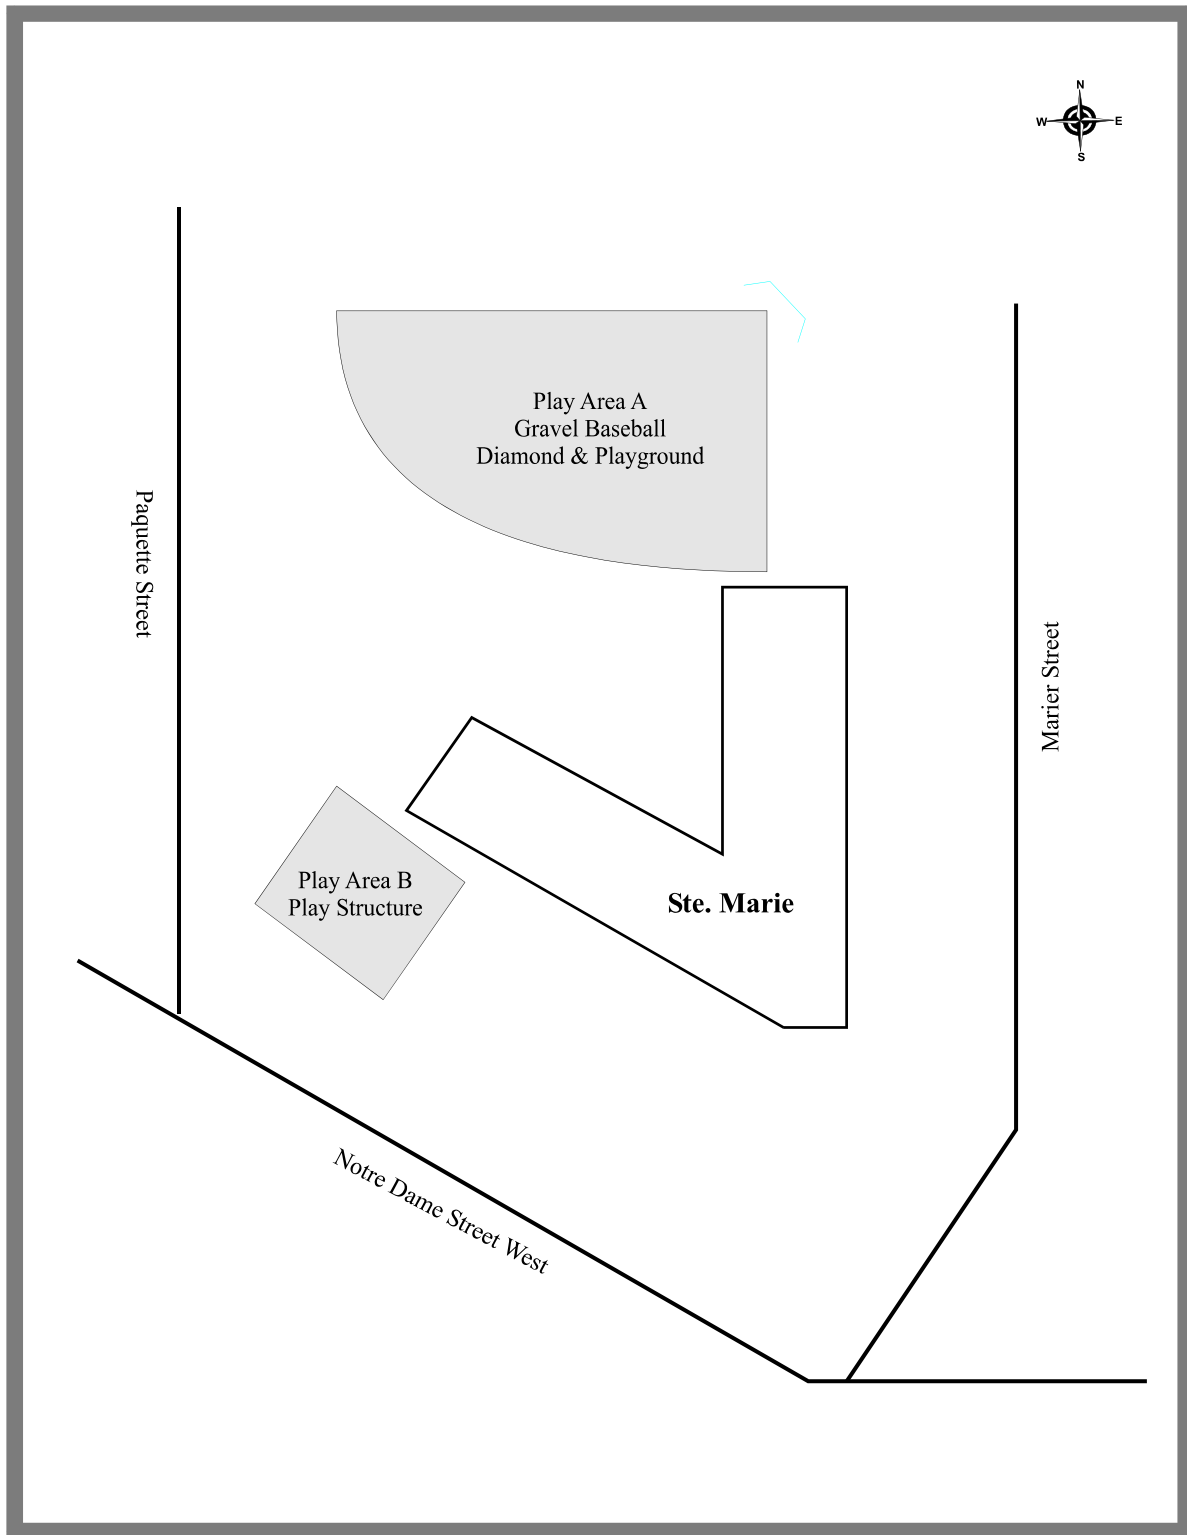 N
W
E
S
Play Area A
Gravel Baseball
Diamond & Playground
Paquette Street
Marier Street
Play Area B
Play Structure
Ste. Marie
Notre Dame Street West